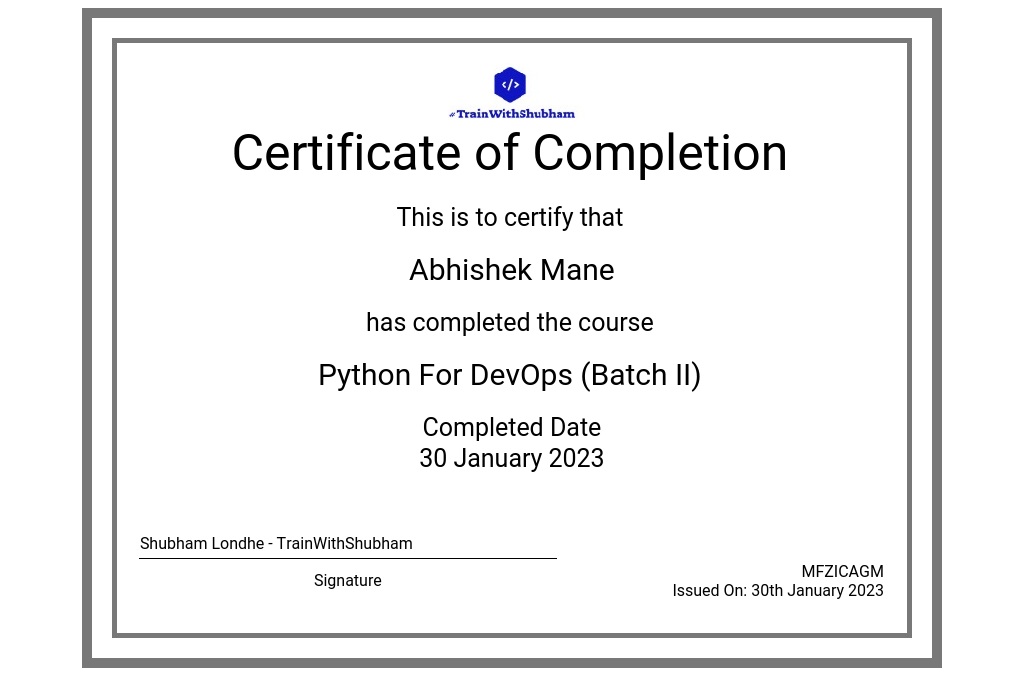 </>
#TrainWithShubham
Certificate of Completion
This is to certify that
Abhishek Mane
has completed the course
Python For DevOps (Batch II)
Completed Date
30 January 2023
Shubham Londhe - TrainWithShubham
Signature
MFZICAGM
Issued On: 30th January 2023